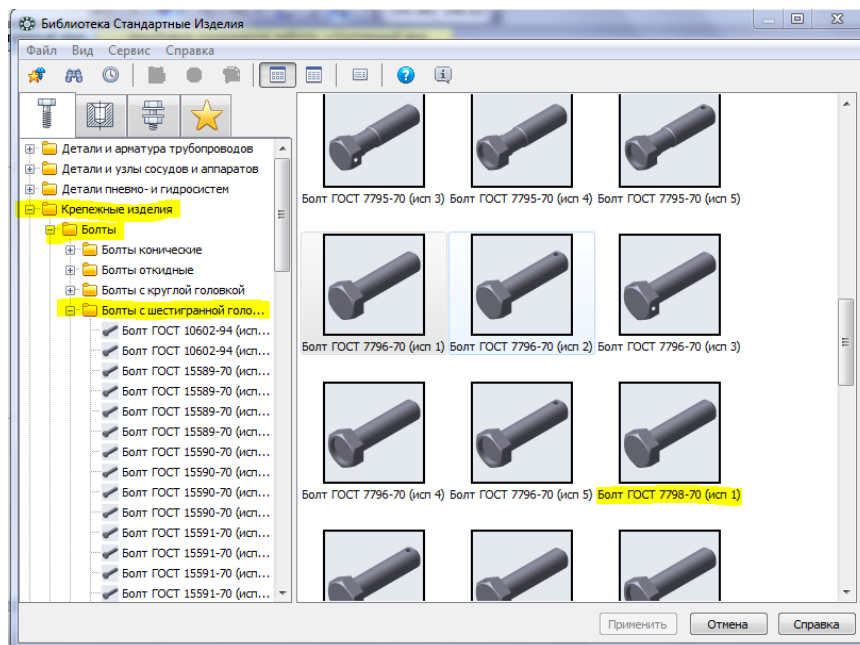 Библиотека Стандартные Изделия
Файл Вид Сервис Справка
Детали и арматура трубопроводов
Детали и узлы сосудов и аппаратов
Детали пневмо- и гидросистем
Крепежные изделия
Болты
Болты конические
Болты откидные
Болты с круглой головкой
Болты с шестигранной голо...
Болт ГОСТ 10602-94 (исп...
Болт ГОСТ 10602-94 (исп...
Болт ГОСТ 15589-70 (исп...
Болт ГОСТ 15589-70 (исп...
Болт ГОСТ 15589-70 (исп...
Болт ГОСТ 15589-70 (исп...
Болт ГОСТ 15590-70 (исп...
Болт ГОСТ 15590-70 (исп...
Болт ГОСТ 15590-70 (исп...
Болт ГОСТ 15590-70 (исп...
Болт ГОСТ 15591-70 (исп...
Болт ГОСТ 15591-70 (исп...
Болт ГОСТ 15591-70 (исп...
Болт ГОСТ 15591-70 (исп...
Болт ГОСТ 7795-70 (исп 3) Болт ГОСТ 7795-70 (исп 4) Болт ГОСТ 7795-70 (исп 5)
Болт ГОСТ 7796-70 (исп 1) Болт ГОСТ 7796-70 (исп 2) Болт ГОСТ 7796-70 (исп 3)
Болт ГОСТ 7796-70 (исп 4) Болт ГОСТ 7796-70 (исп 5) Болт ГОСТ 7798-70 (исп 1)
Применить Отмена Справка